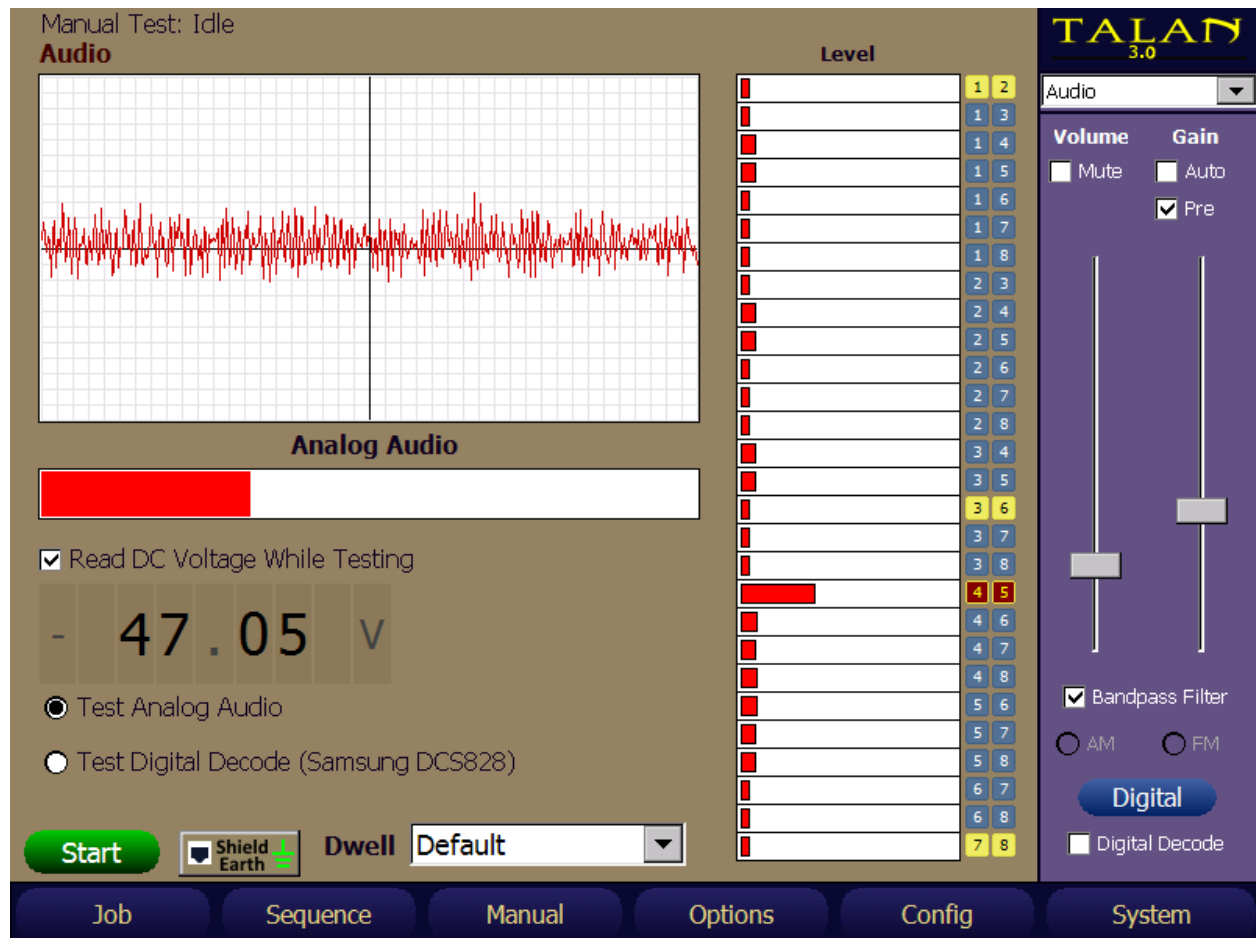 Manual Test: Idle
Audio
Level
TALAN
3.0
Audio
Volume Gain
Mute Auto
Pre
1 2
1 3
1 4
1 5
1 6
1 7
1 8
2 3
2 4
2 5
2 6
2 7
2 8
3 4
3 5
3 6
3 7
3 8
4 5
4 6
4 7
4 8
5 6
5 7
5 8
6 7
6 8
7 8
Analog Audio
Read DC Voltage While Testing
- 47.05 V
Test Analog Audio
Test Digital Decode (Samsung DCS828)
Start
Shield
Earth
Dwell Default
Bandpass Filter
AM FM
Digital
Digital Decode
Job Sequence Manual Options Config System